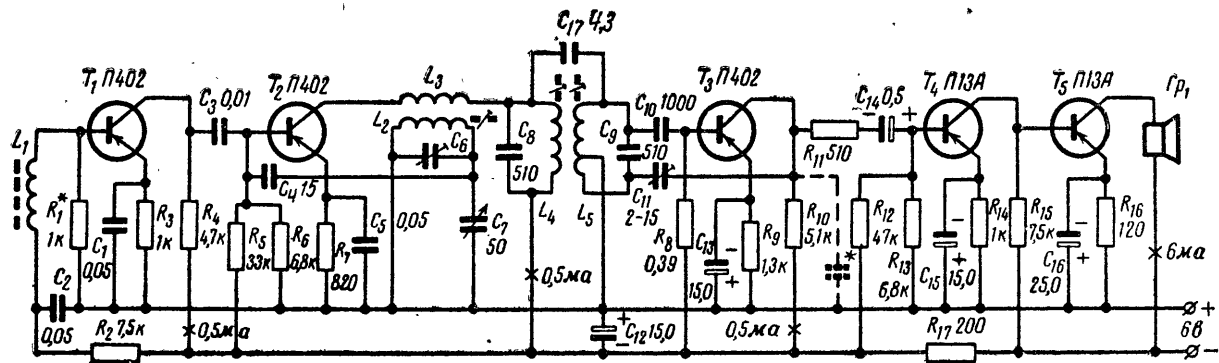 C17 4,3
T1 П402
C3 0,01
T2 П402
L3
L2
C6
C8
510
L4
L5
C9
510
C10 1000
T3 П402
C14 0,5
− +
T4 П13А
T5 П13А
Гр1
L1
R1*
1к
C1
0,05
R3
1к
R4
4,7к
C4 15
R5
33к
R6
6,8к
R7
820
C5
0,05
C7
50
C11
2-15
R8
0,39
C13
15,0
−
+
R9
1,3к
R10
5,1к
R11 510
*
R12
47к
R13
6,8к
C15
15,0
−
+
R14
1к
R15
7,5к
C16
25,0
−
+
R16
120
6ма
C2
0,05
R2 7,5к
0,5ма
0,5ма
C12 15,0
+
−
0,5ма
R17 200
+
6в
−